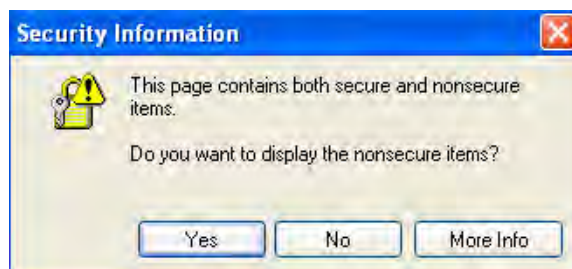 Security Information
This page contains both secure and nonsecure
items.
Do you want to display the nonsecure items?
Yes
No
More Info